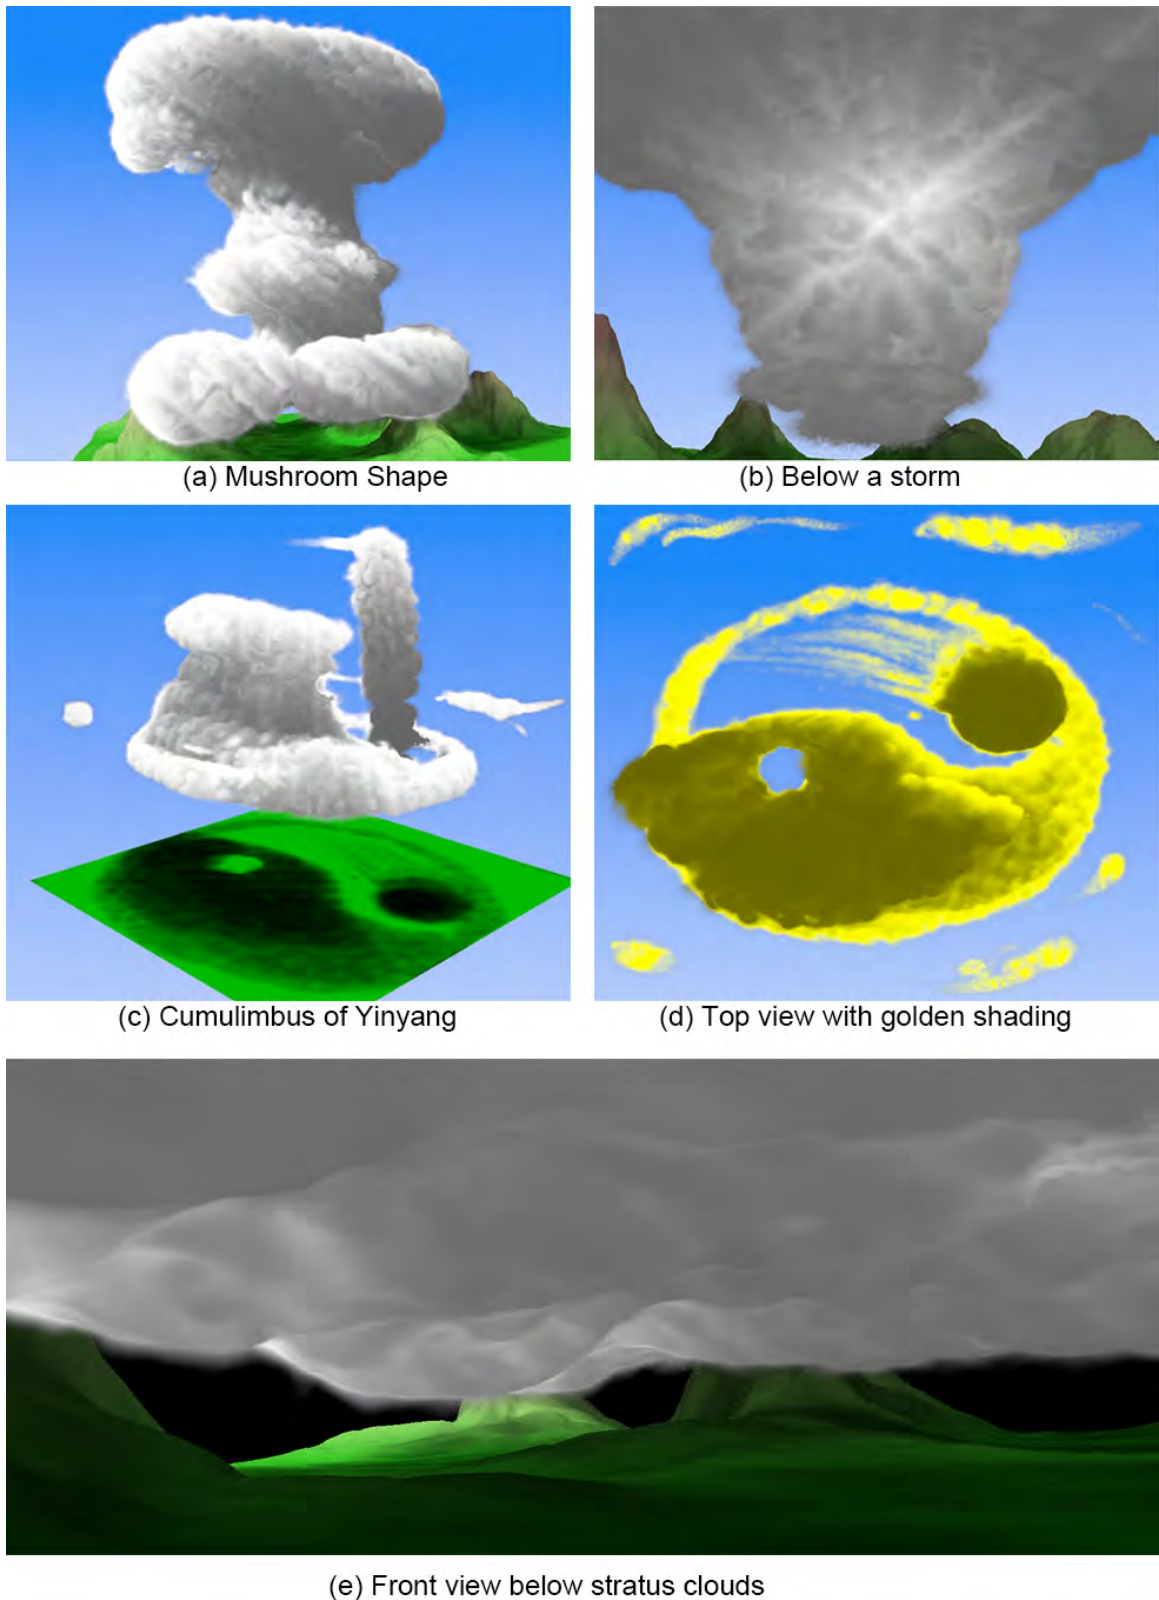 (a) Mushroom Shape
(b) Below a storm
(c) Cumulimbus of Yinyang
(d) Top view with golden shading
(e) Front view below stratus clouds